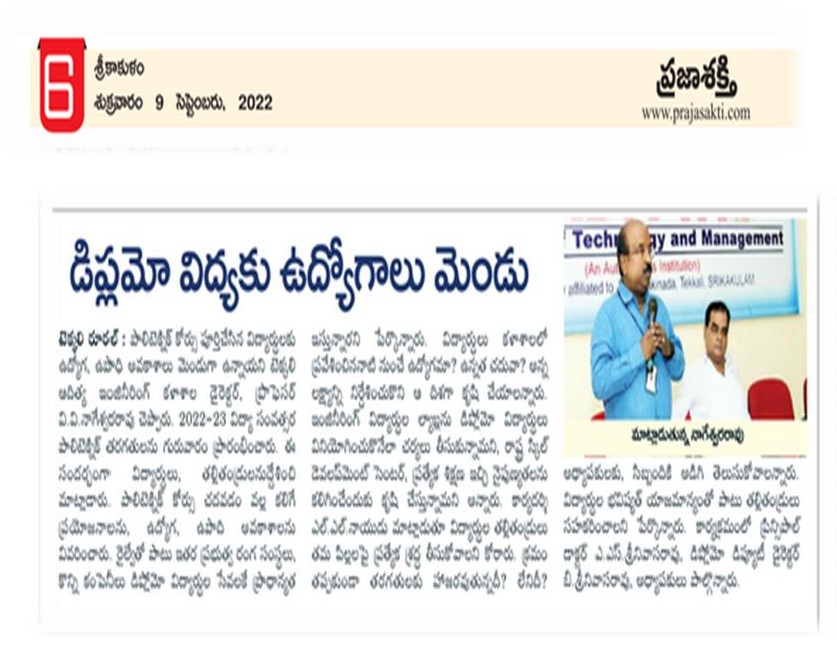 6
శ్రీకాకుళం
శుక్రవారం 9 సెప్టెంబరు, 2022
ప్రజాశక్తి
www.prajasakti.com
డిప్లమో విద్యకు ఉద్యోగాలు మెండు
టెక్కలి రూరల్ : పాలిటెక్నిక్ కోర్సు పూర్తిచేసిన విద్యార్థులకు
ఉద్యోగ, ఉపాధి అవకాశాలు మెండుగా ఉన్నాయని టెక్కలి
ఆదిత్య ఇంజినీరింగ్ కళాశాల డైరెక్టర్, ప్రొఫెసర్
వి.వి.నాగేశ్వరరావు చెప్పారు. 2022-23 విద్యా సంవత్సర
పాలిటెక్నిక్ తరగతులను గురువారం ప్రారంభించారు. ఈ
సందర్భంగా విద్యార్థులు, తల్లితండ్రులనుద్దేశించి
మాట్లాడారు. పాలిటెక్నిక్ కోర్సు చదవడం వల్ల కలిగే
ప్రయోజనాలను, ఉద్యోగ, ఉపాధి అవకాశాలను
వివరించారు. రైల్వేతో పాటు ఇతర ప్రభుత్వ రంగ సంస్థలు,
కొన్ని కంపెనీలు డిప్లొమో విద్యార్థుల సేవలకే ప్రాధాన్యత
ఇస్తున్నారని పేర్కొన్నారు. విద్యార్థులు కళాశాలలో
ప్రవేశించిననాటి నుంచే ఉద్యోగమా? ఉన్నత చదువా? అన్న
లక్ష్యాన్ని నిర్దేశించుకొని ఆ దిశగా కృషి చేయాలన్నారు.
ఇంజినీరింగ్ విద్యార్థుల ల్యాబ్లను డిప్లొమో విద్యార్థులు
వినియోగించుకొనేలా చర్యలు తీసుకున్నామని, రాష్ట్ర స్కిల్
డెవలప్‌మెంట్ సెంటర్, ప్రత్యేక శిక్షణ ఇచ్చి నైపుణ్యతలను
కలిగించేందుకు కృషి చేస్తున్నామని అన్నారు. కార్యదర్శి
ఎల్.ఎల్.నాయుడు మాట్లాడుతూ విద్యార్థుల తల్లితండ్రులు
తమ పిల్లలపై ప్రత్యేక శ్రద్ధ తీసుకోవాలని కోరారు. క్రమం
తప్పకుండా తరగతులకు హాజరవుతున్నదీ? లేనిదీ?
Techn gy and Management
(An Aut s Institution)
affiliated to kinada, Tekkali, SRIKAKULAM
మాట్లాడుతున్న నాగేశ్వరరావు
అధ్యాపకులకు, సిబ్బందికి అడిగి తెలుసుకోవాలన్నారు.
విద్యార్థుల భవిష్యత్ యాజమాన్యంతో పాటు తల్లితండ్రులు
సహకరించాలని పేర్కొన్నారు. కార్యక్రమంలో ప్రిన్సిపాల్
డాక్టర్ ఎ.ఎస్.శ్రీనివాసరావు, డిప్లొమో డిప్యూటీ డైరెక్టర్
బి.శ్రీనివాసరావు, అధ్యాపకులు పాల్గొన్నారు.